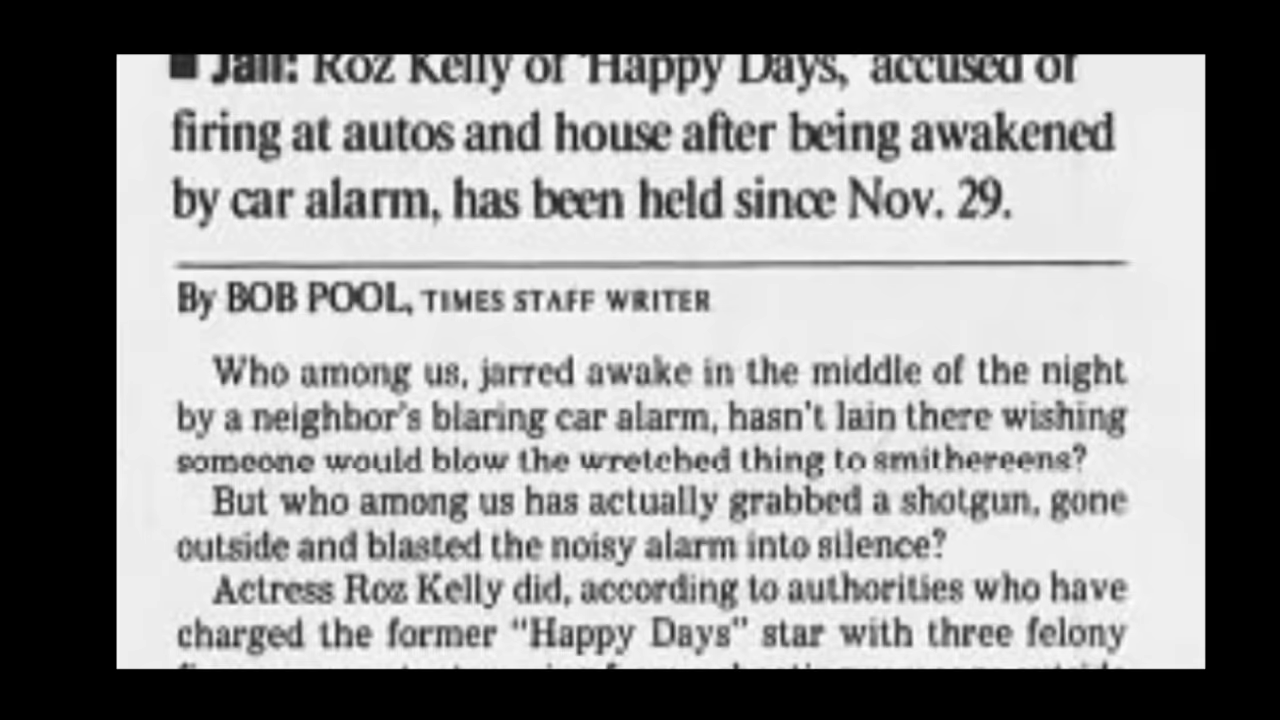 ■ Jail: Roz Kelly of 'Happy Days,' accused of
firing at autos and house after being awakened
by car alarm, has been held since Nov. 29.
By BOB POOL, TIMES STAFF WRITER
Who among us, jarred awake in the middle of the night
by a neighbor's blaring car alarm, hasn't lain there wishing
someone would blow the wretched thing to smithereens?
But who among us has actually grabbed a shotgun, gone
outside and blasted the noisy alarm into silence?
Actress Roz Kelly did, according to authorities who have
charged the former "Happy Days" star with three felony